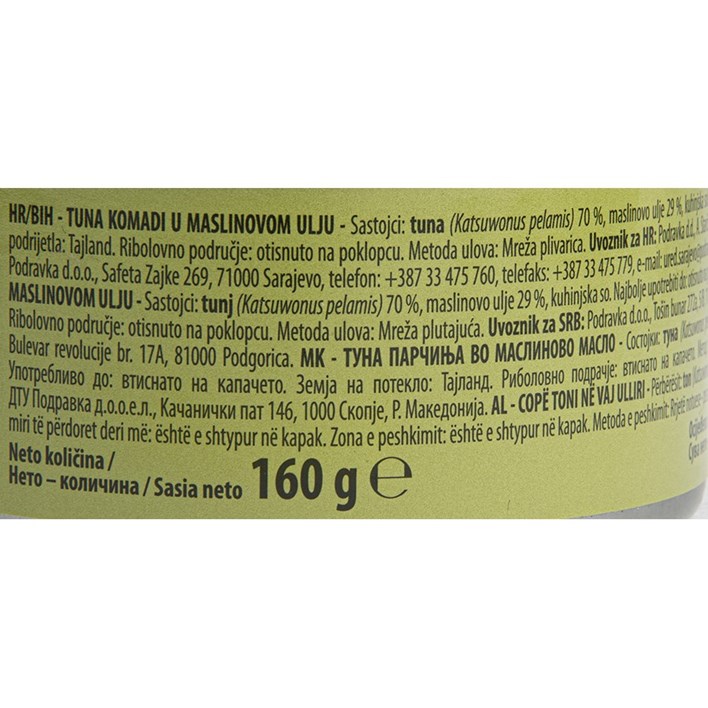 HR/BIH - TUNA KOMADI U MASLINOVOM ULJU - Sastojci: tuna (Katsuwonus pelamis) 70 %, maslinovo ulje 29 %, kuhinjska
podrijetla: Tajland. Ribolovno područje: otisnuto na poklopcu. Metoda ulova: Mreža plivarica. Uvoznik za HR: Podravka d.d.,
Podravka d.o.o., Safeta Zajke 269, 71000 Sarajevo, telefon: +387 33 475 760, telefaks: +387 33 475 779, e-mail:
MASLINOVOM ULJU - Sastojci: tunj (Katsuwonus pelamis) 70 %, maslinovo ulje 29 %, kuhinjska so. Najbolje upotrebiti do:
Ribolovno područje: otisnuto na poklopcu. Metoda ulova: Mreža plutajuća. Uvoznik za SRB: Podravka d.o.o., Tošin bunar
Bulevar revolucije br. 17A, 81000 Podgorica. MK - ТУНА ПАРЧИЊА ВО МАСЛИНОВО МАСЛО - Состојки: туна
Употребливо до: втиснато на капачето. Земја на потекло: Тајланд. Риболовно подрачје: втиснато на капачето.
ДТУ Подравка д.о.о.е.л., Качанички пат 146, 1000 Скопје, Р. Македонија. AL - COPË TONI NË VAJ ULLIRI - Përbërësit: ton
miri të përdoret deri më: është e shtypur në kapak. Zona e peshkimit: është e shtypur në kapak. Metoda e peshkimit:
Neto količina /
Нето – количина / Sasia neto 160 g ℮